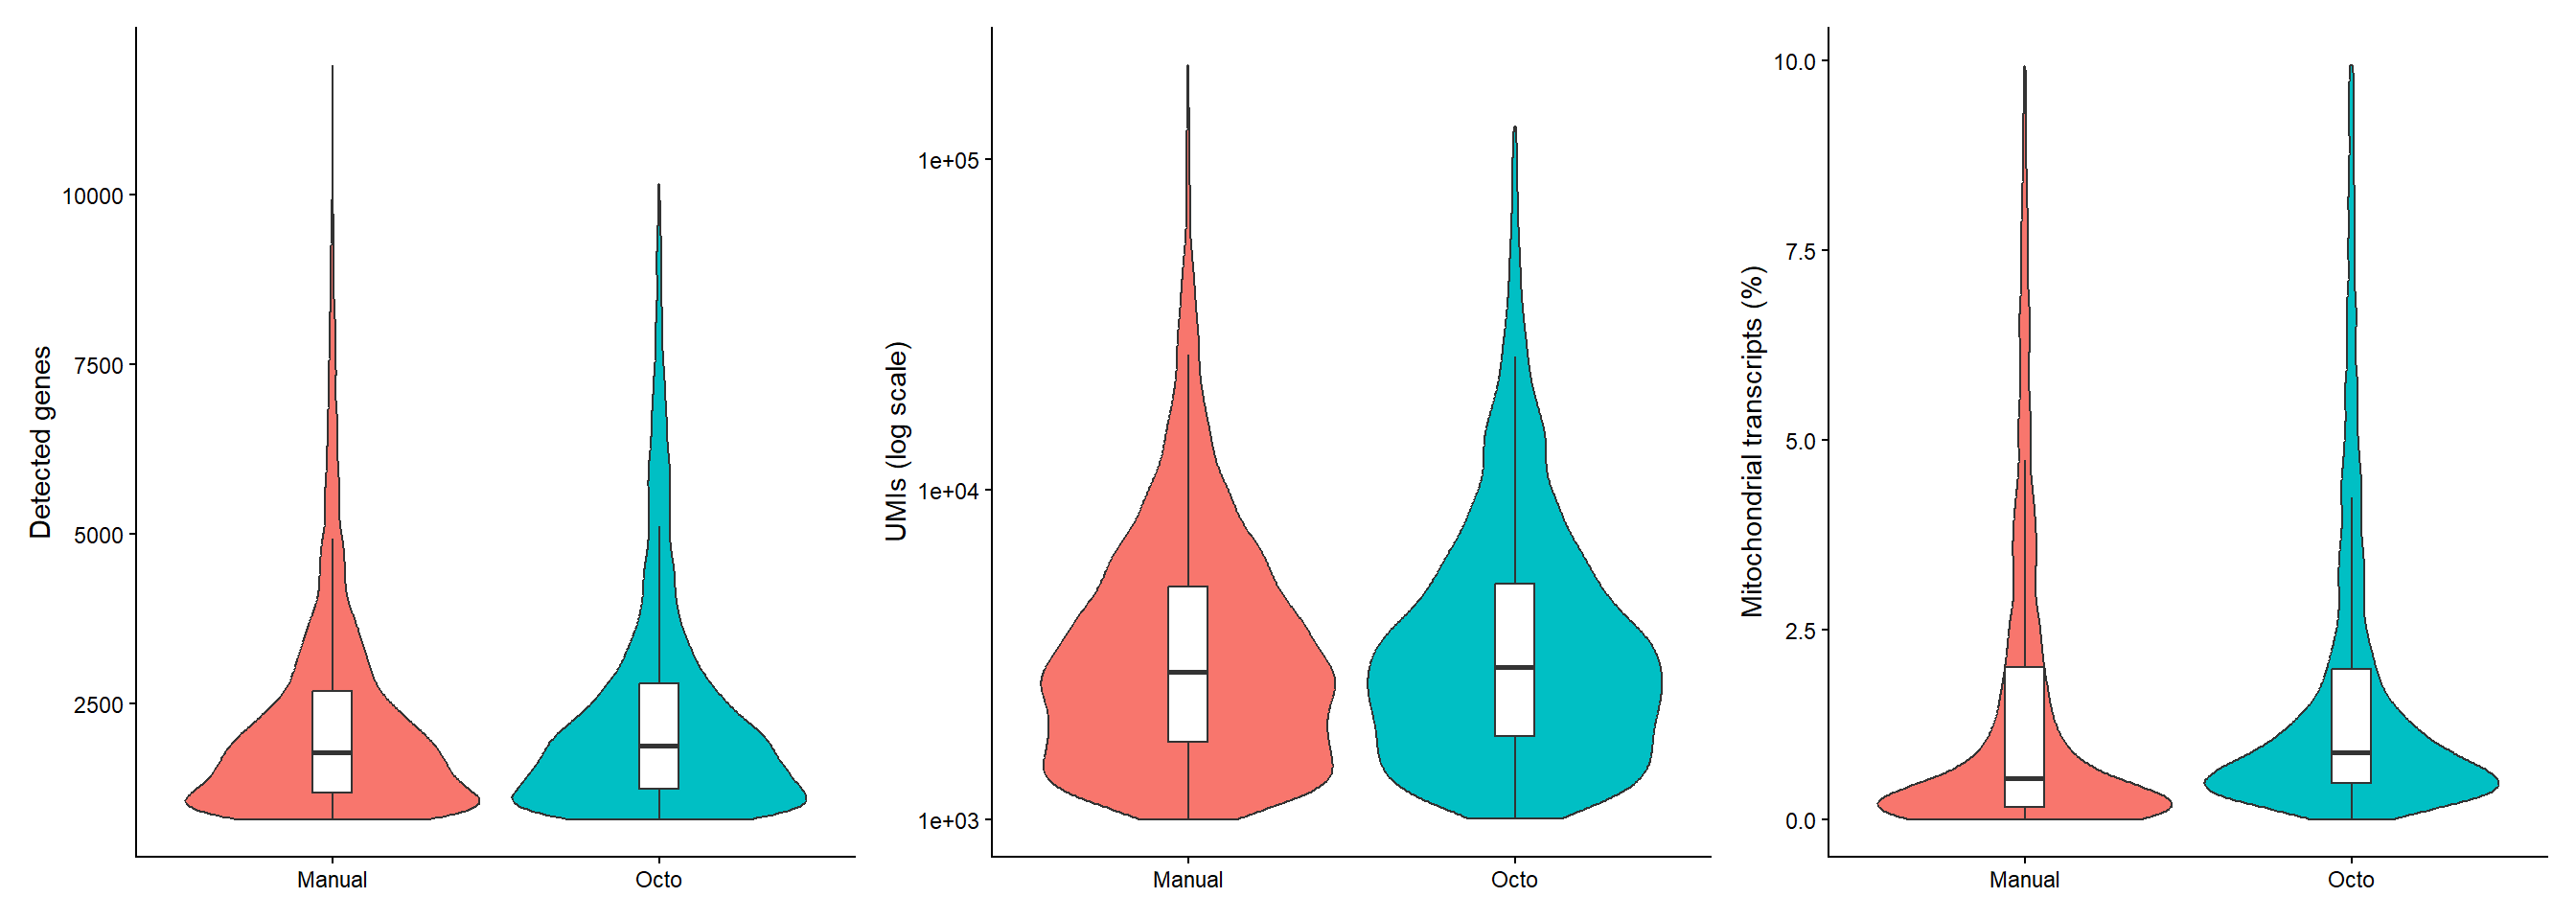 Detected genes
10000
7500
5000
2500
Manual
Octo
UMIs (log scale)
1e+05
1e+04
1e+03
Manual
Octo
Mitochondrial transcripts (%)
10.0
7.5
5.0
2.5
0.0
Manual
Octo